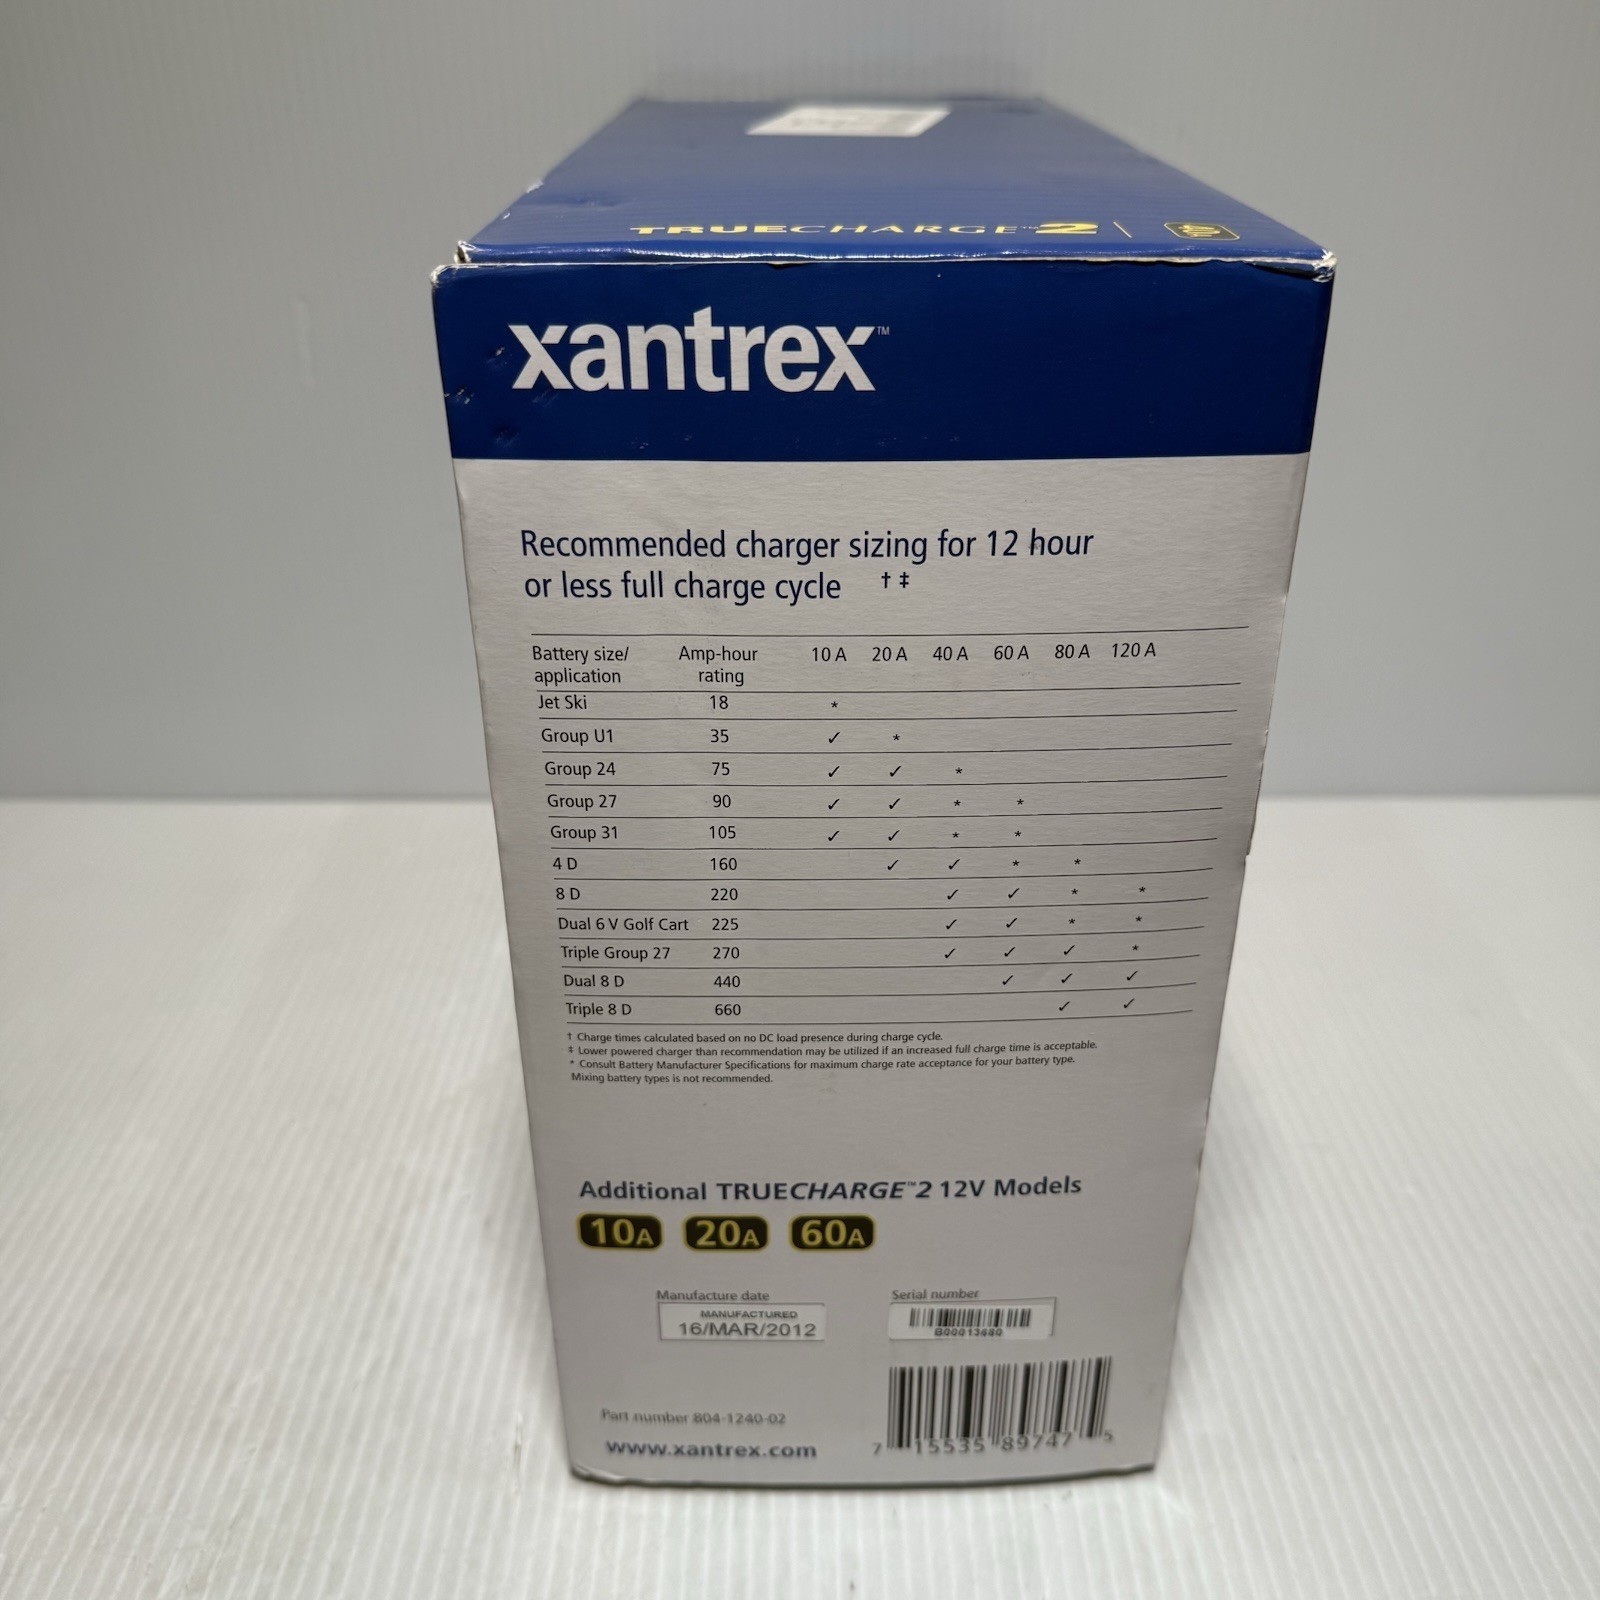 TRUECHARGE™2 | 40A
xantrex™
Recommended charger sizing for 12 hour
or less full charge cycle † ‡
Battery size/ application Amp-hour rating 10 A 20 A 40 A 60 A 80 A 120 A
Jet Ski 18 *
Group U1 35 ✓ *
Group 24 75 ✓ ✓ *
Group 27 90 ✓ ✓ * *
Group 31 105 ✓ ✓ * *
4 D 160 ✓ ✓ * *
8 D 220 ✓ ✓ * *
Dual 6 V Golf Cart 225 ✓ ✓ * *
Triple Group 27 270 ✓ ✓ ✓ *
Dual 8 D 440 ✓ ✓ ✓
Triple 8 D 660 ✓ ✓
† Charge times calculated based on no DC load presence during charge cycle.
‡ Lower powered charger than recommendation may be utilized if an increased full charge time is acceptable.
* Consult Battery Manufacturer Specifications for maximum charge rate acceptance for your battery type.
Mixing battery types is not recommended.
Additional TRUECHARGE™2 12V Models
10A 20A 60A
Manufacture date
MANUFACTURED
16/MAR/2012
Serial number
B00013680
Part number 804-1240-02
www.xantrex.com
7 15535 89747 5